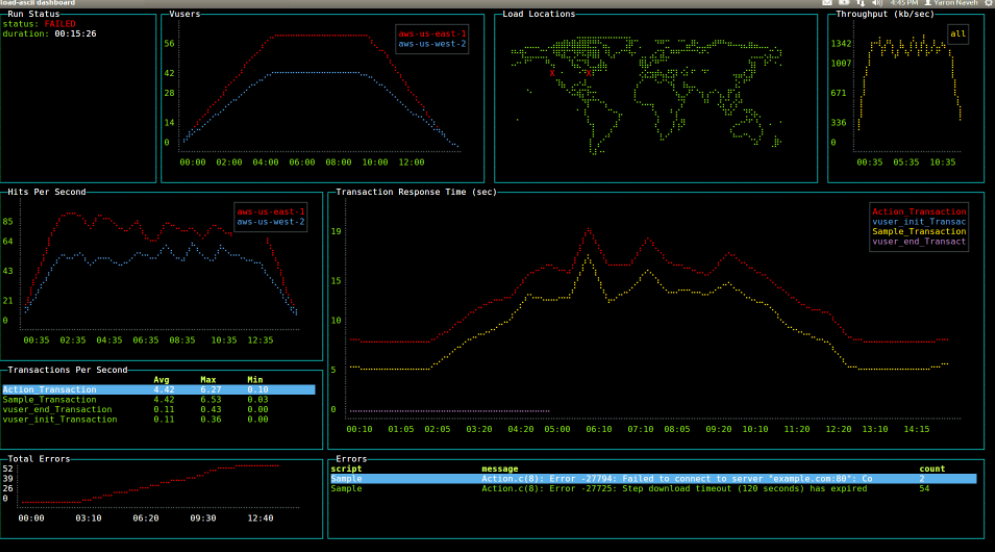 load-ascii dashboard
4:45 PM Yaron Naveh
Run Status
status: FAILED
duration: 00:15:26
Vusers
aws-us-east-1
aws-us-west-2
56
42
28
14
0
00:00 02:00 04:00 06:00 08:00 10:00 12:00
Load Locations
X X
Throughput (kb/sec)
all
1342
1007
671
336
0
00:35 05:35 10:35
Hits Per Second
aws-us-east-1
aws-us-west-2
85
64
43
21
0
00:35 02:35 04:35 06:35 08:35 10:35 12:35
Transaction Response Time (sec)
Action_Transaction
vuser_init_Transac
Sample_Transaction
vuser_end_Transact
19
15
10
5
0
00:10 01:05 02:05 03:20 04:20 05:00 06:10 07:10 08:10 09:10 10:10 11:00 12:20 13:10 14:15
Transactions Per Second
Avg Max Min
Action_Transaction 4.42 6.27 0.10
Sample_Transaction 4.42 6.53 0.03
vuser_end_Transaction 0.11 0.43 0.00
vuser_init_Transaction 0.11 0.36 0.00
Total Errors
52
39
26
0
00:00 03:10 06:20 09:30 12:40
Errors
script message count
Sample Action.c(8): Error -27794: Failed to connect to server "example.com:80": Co 2
Sample Action.c(8): Error -27725: Step download timeout (120 seconds) has expired 54